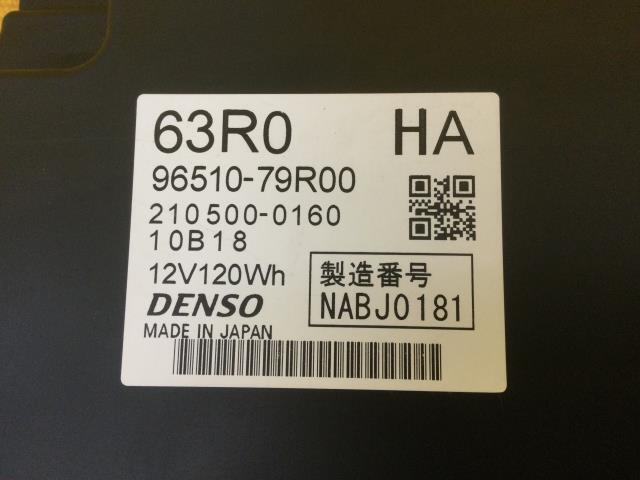 63R0 HA
96510-79R00
210500-0160
10B18
12V120Wh
DENSO
MADE IN JAPAN
製造番号
NABJ0181